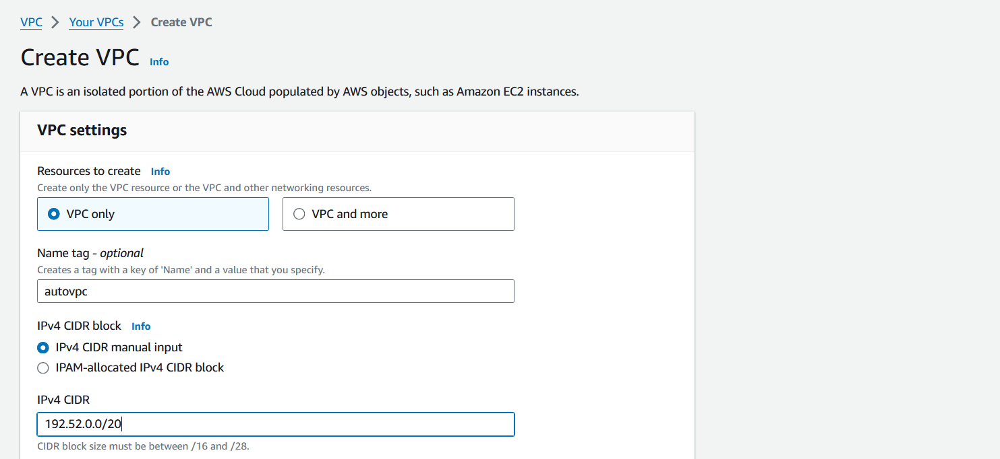 VPC > Your VPCs > Create VPC
Create VPC Info
A VPC is an isolated portion of the AWS Cloud populated by AWS objects, such as Amazon EC2 instances.
VPC settings
Resources to create Info
Create only the VPC resource or the VPC and other networking resources.
VPC only VPC and more
Name tag - optional
Creates a tag with a key of 'Name' and a value that you specify.
autovpc
IPv4 CIDR block Info
IPv4 CIDR manual input
IPAM-allocated IPv4 CIDR block
IPv4 CIDR
192.52.0.0/20
CIDR block size must be between /16 and /28.